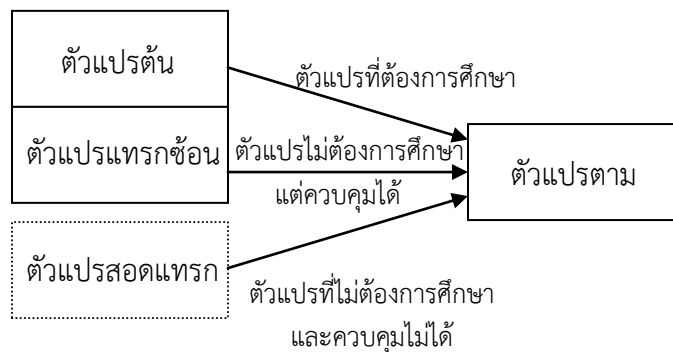 ตัวแปรต้น
ตัวแปรที่ต้องการศึกษา
ตัวแปรแทรกซ้อน
ตัวแปรไม่ต้องการศึกษา
แต่ควบคุมได้
ตัวแปรตาม
ตัวแปรสอดแทรก
ตัวแปรที่ไม่ต้องการศึกษา
และควบคุมไม่ได้